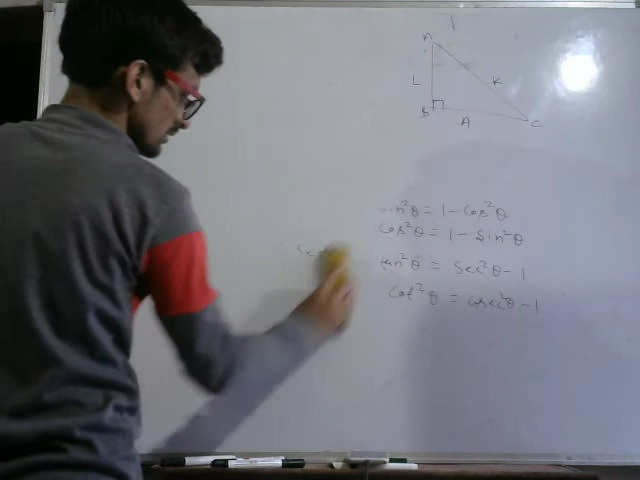 A
L
K
B
A
C
sin²θ = 1 - cos²θ
cos²θ = 1 - sin²θ
tan²θ = sec²θ - 1
cot²θ = cosec²θ - 1